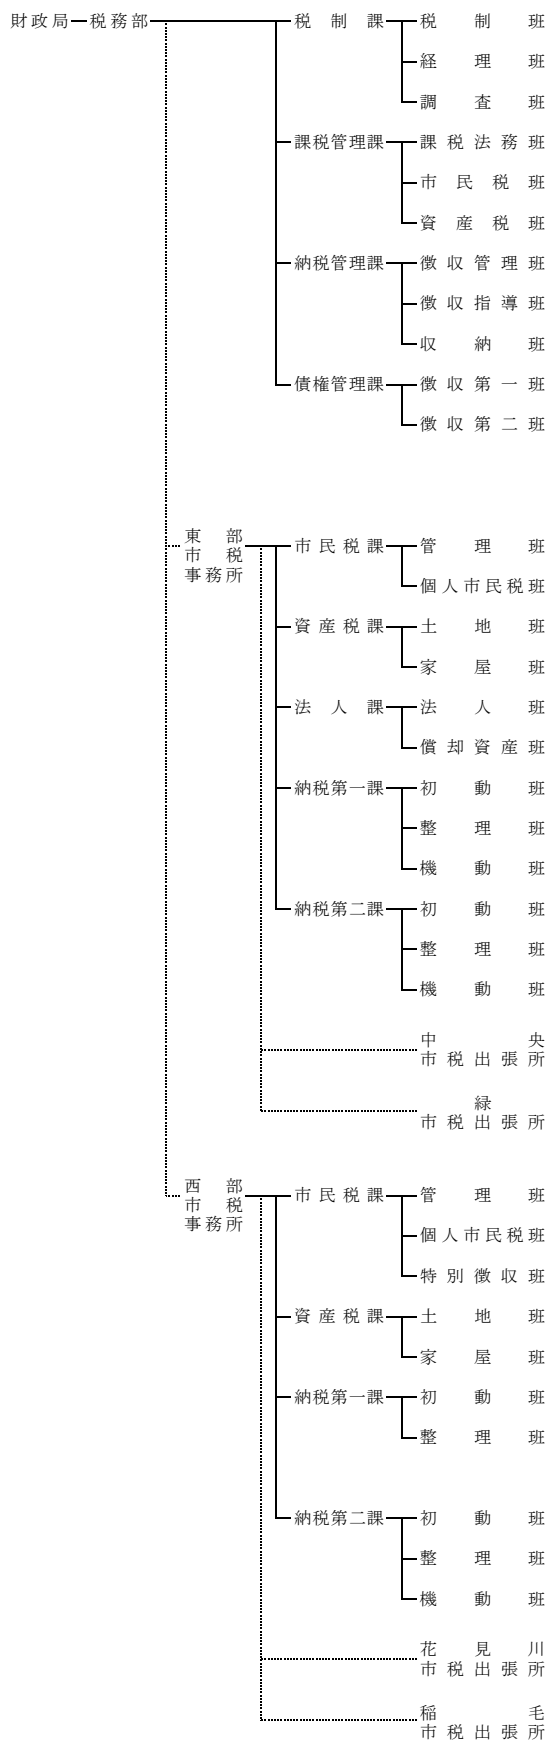 財政局 税務部 税制課 税制班
経理班
調査班
課税管理課 課税法務班
市民税班
資産税班
納税管理課 徴収管理班
徴収指導班
収納班
債権管理課 徴収第一班
徴収第二班
東部
市税
事務所
市民税課 管理班
個人市民税班
資産税課 土地班
家屋班
法人課 法人班
償却資産班
納税第一課 初動班
整理班
機動班
納税第二課 初動班
整理班
機動班
中央
市税出張所
緑
市税出張所
西部
市税
事務所
市民税課 管理班
個人市民税班
特別徴収班
資産税課 土地班
家屋班
納税第一課 初動班
整理班
納税第二課 初動班
整理班
機動班
花見川
市税出張所
稲毛
市税出張所